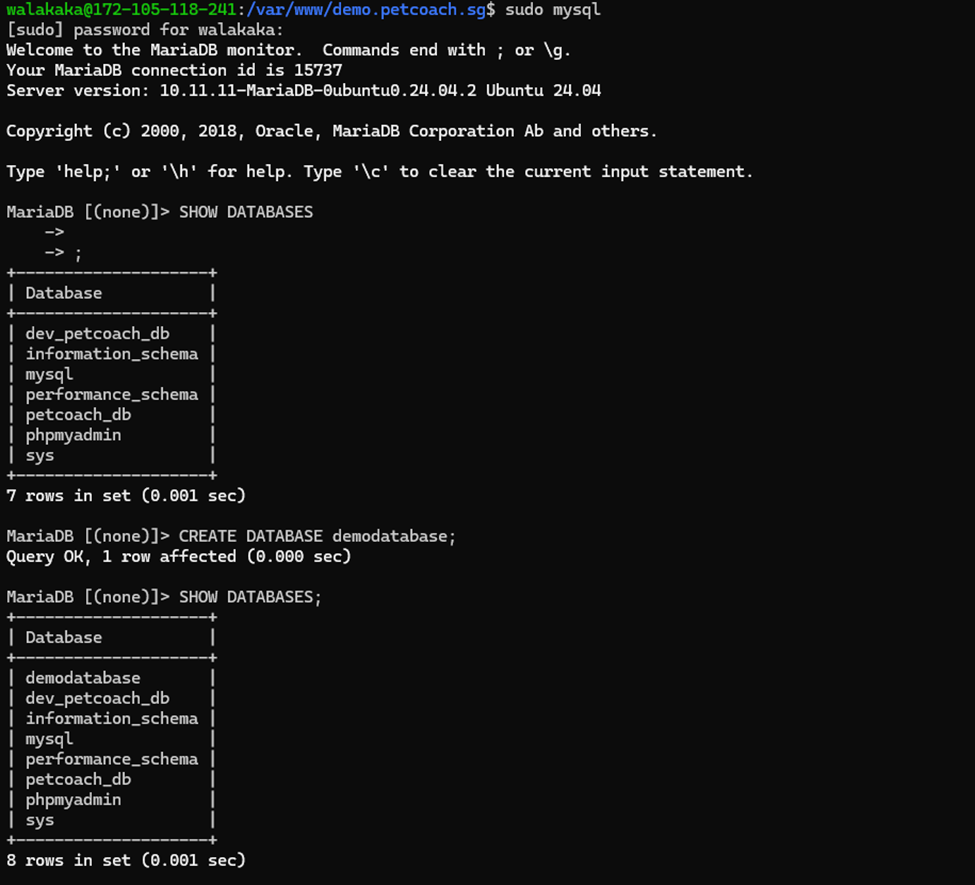 walakaka@172-105-118-241:/var/www/demo.petcoach.sg$ sudo mysql
[sudo] password for walakaka:
Welcome to the MariaDB monitor.  Commands end with ; or \g.
Your MariaDB connection id is 15737
Server version: 10.11.11-MariaDB-0ubuntu0.24.04.2 Ubuntu 24.04

Copyright (c) 2000, 2018, Oracle, MariaDB Corporation Ab and others.

Type 'help;' or '\h' for help. Type '\c' to clear the current input statement.

MariaDB [(none)]> SHOW DATABASES
    ->
    -> ;
+--------------------+
| Database           |
+--------------------+
| dev_petcoach_db    |
| information_schema |
| mysql              |
| performance_schema |
| petcoach_db        |
| phpmyadmin         |
| sys                |
+--------------------+
7 rows in set (0.001 sec)

MariaDB [(none)]> CREATE DATABASE demodatabase;
Query OK, 1 row affected (0.000 sec)

MariaDB [(none)]> SHOW DATABASES;
+--------------------+
| Database           |
+--------------------+
| demodatabase       |
| dev_petcoach_db    |
| information_schema |
| mysql              |
| performance_schema |
| petcoach_db        |
| phpmyadmin         |
| sys                |
+--------------------+
8 rows in set (0.001 sec)